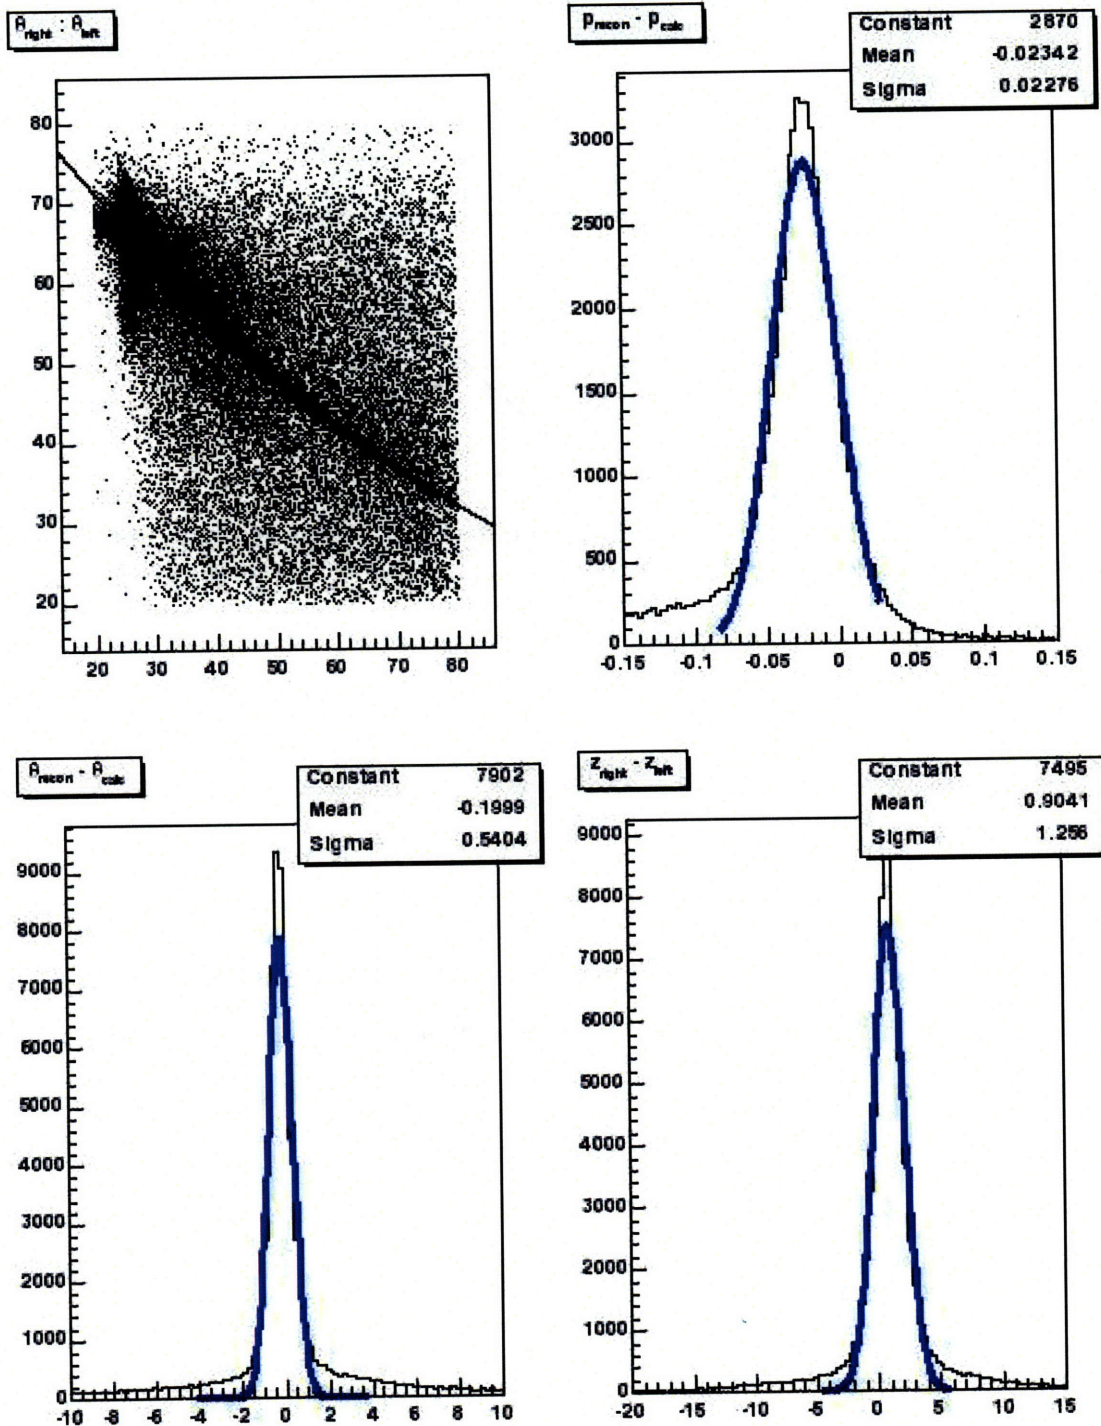 θright : θleft
precon - pcalc
Constant 2870
Mean -0.02342
Sigma 0.02276
80
70
60
50
40
30
20
20 30 40 50 60 70 80
3000
2500
2000
1500
1000
500
0
-0.15 -0.1 -0.05 0 0.05 0.1 0.15
θrecon - θcalc
Constant 7902
Mean -0.1999
Sigma 0.5404
zright - zleft
Constant 7495
Mean 0.9041
Sigma 1.256
9000
8000
7000
6000
5000
4000
3000
2000
1000
0
-10 -8 -6 -4 -2 0 2 4 6 8 10
9000
8000
7000
6000
5000
4000
3000
2000
1000
0
-20 -15 -10 -5 0 5 10 15